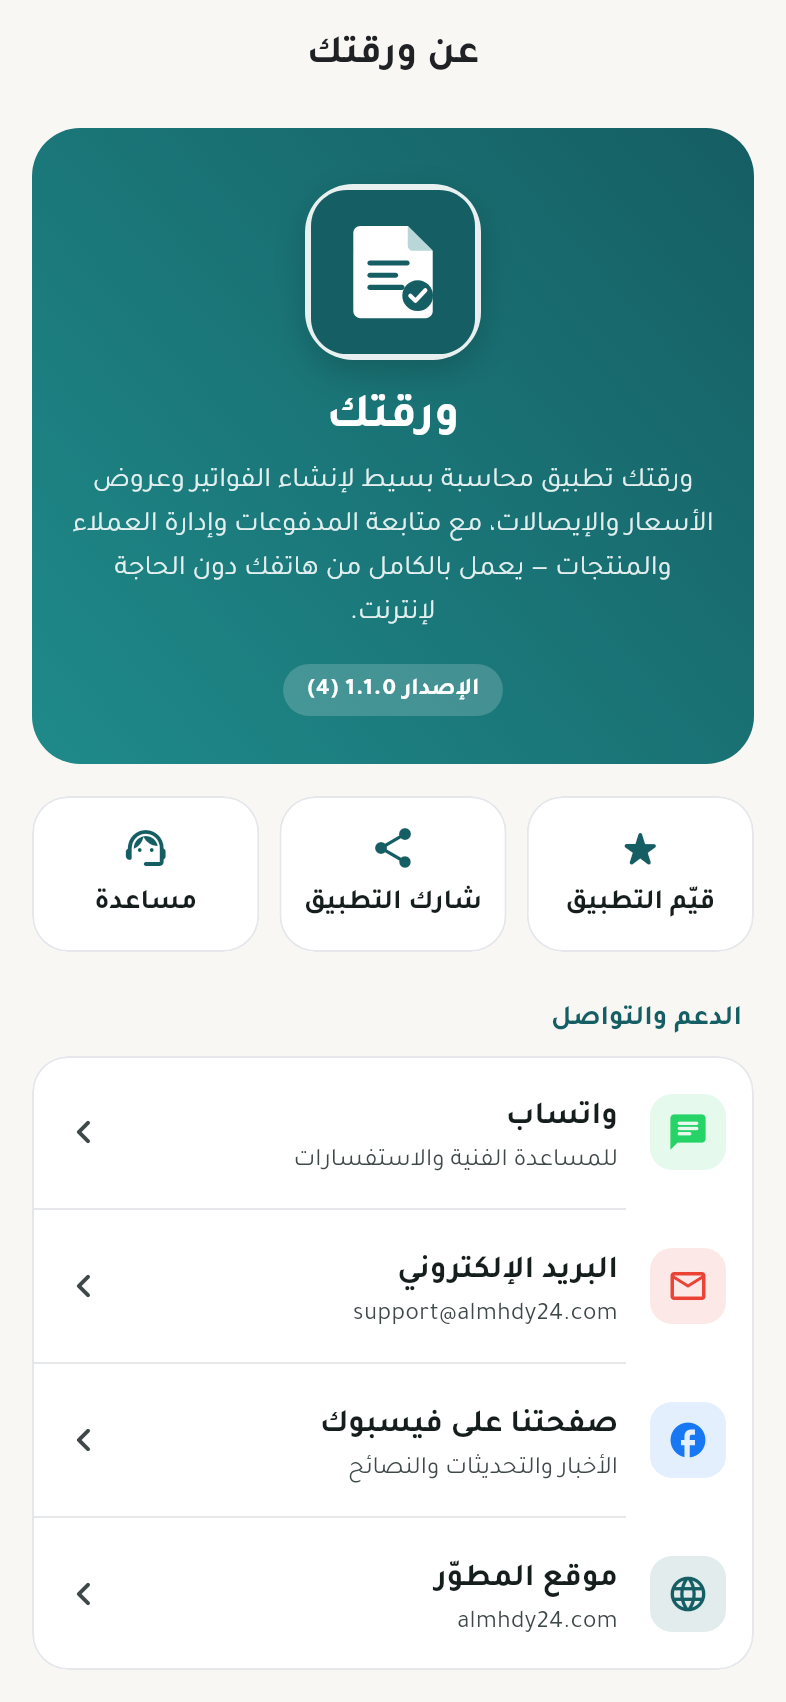 عن ورقتك
ورقتك
ورقتك تطبيق محاسبة بسيط لإنشاء الفواتير وعروض
الأسعار والإيصالات، مع متابعة المدفوعات وإدارة العملاء
والمنتجات – يعمل بالكامل من هاتفك دون الحاجة
لإنترنت.
الإصدار 1.1.0 (4)
قيّم التطبيق
شارك التطبيق
مساعدة
الدعم والتواصل
واتساب
للمساعدة الفنية والاستفسارات
البريد الإلكتروني
support@almhdy24.com
صفحتنا على فيسبوك
الأخبار والتحديثات والنصائح
موقع المطوّر
almhdy24.com